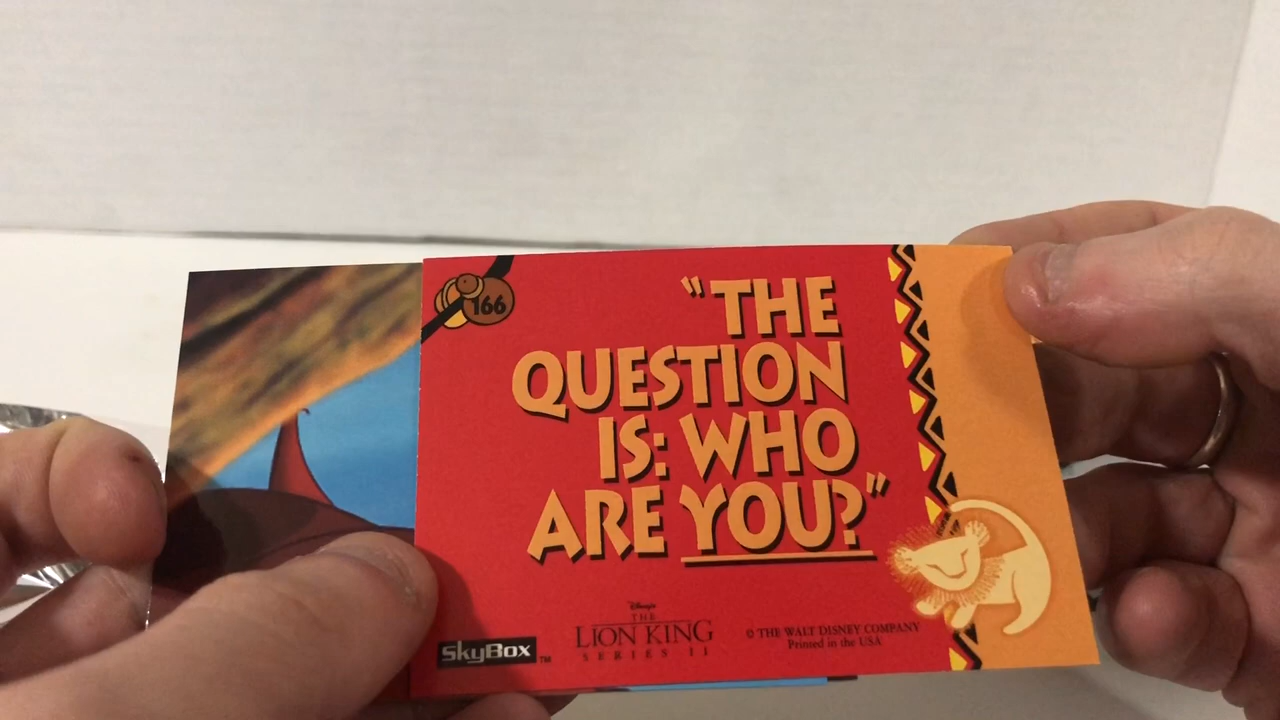 166
"THE
QUESTION
IS: WHO
ARE YOU?"
SkyBox™
Disney's
THE
LION KING
SERIES II
© THE WALT DISNEY COMPANY
Printed in the USA